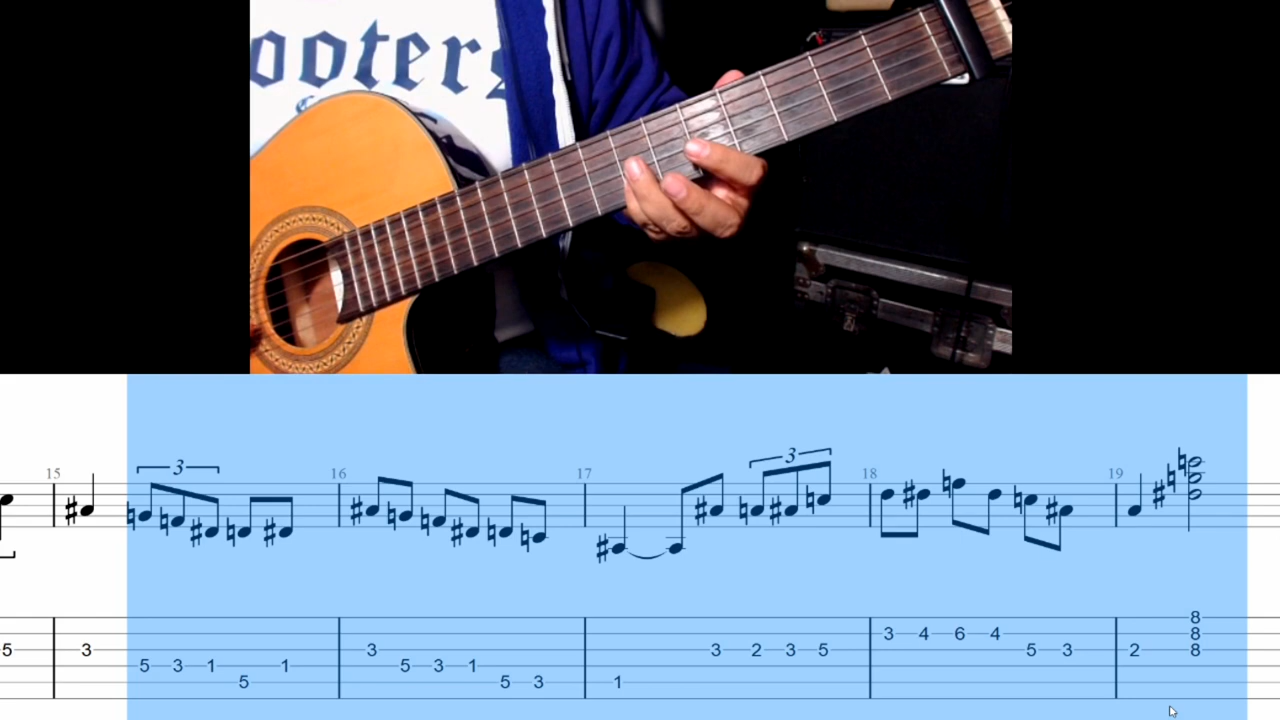 ooters
3 3
15 16 17 18 19
8
3 4 6 4 8
5 3 3 3 2 3 5 5 3 2 8
5 3 1 1 5 3 1
5 5 3 1